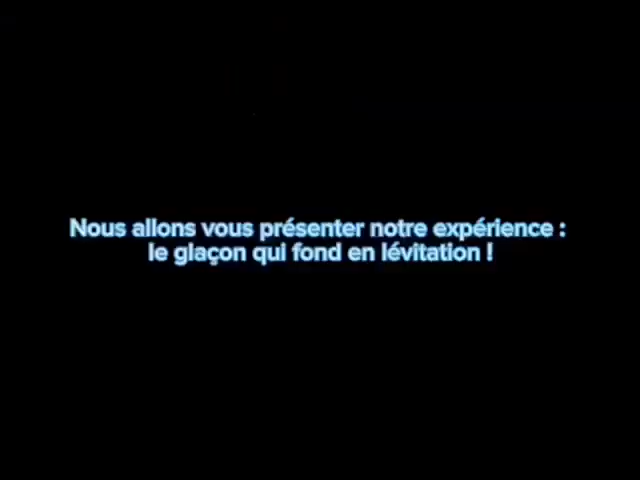 Nous allons vous présenter notre expérience :
le glaçon qui fond en lévitation !